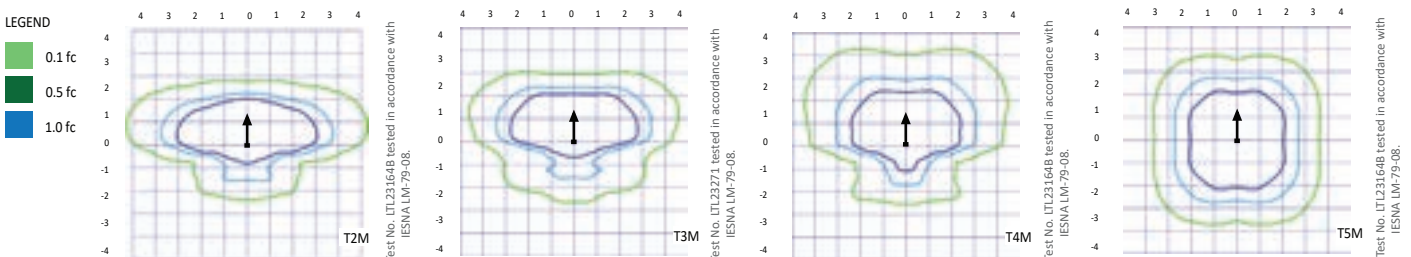 LEGEND
0.1 fc
0.5 fc
1.0 fc
4 3 2 1 0 1 2 3 4
4
3
2
1
0
-1
-2
-3
-4
T2M
Test No. LTL23164B tested in accordance with
IESNA LM-79-08.
4 3 2 1 0 1 2 3 4
4
3
2
1
0
-1
-2
-3
-4
T3M
Test No. LTL23271 tested in accordance with
IESNA LM-79-08.
4 3 2 1 0 1 2 3 4
4
3
2
1
0
-1
-2
-3
-4
T4M
Test No. LTL23164B tested in accordance with
IESNA LM-79-08.
4 3 2 1 0 1 2 3 4
4
3
2
1
0
-1
-2
-3
-4
T5M
Test No. LTL23164B tested in accordance with
IESNA LM-79-08.